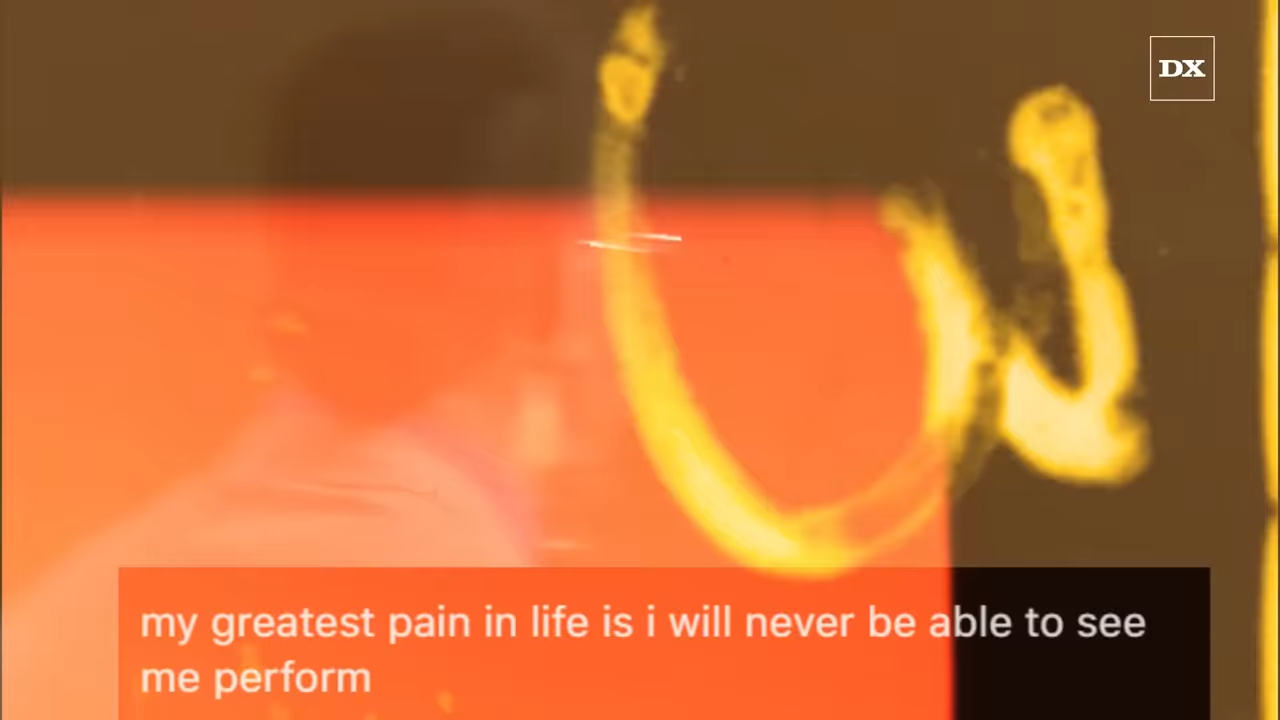 DX
my greatest pain in life is i will never be able to see
me perform